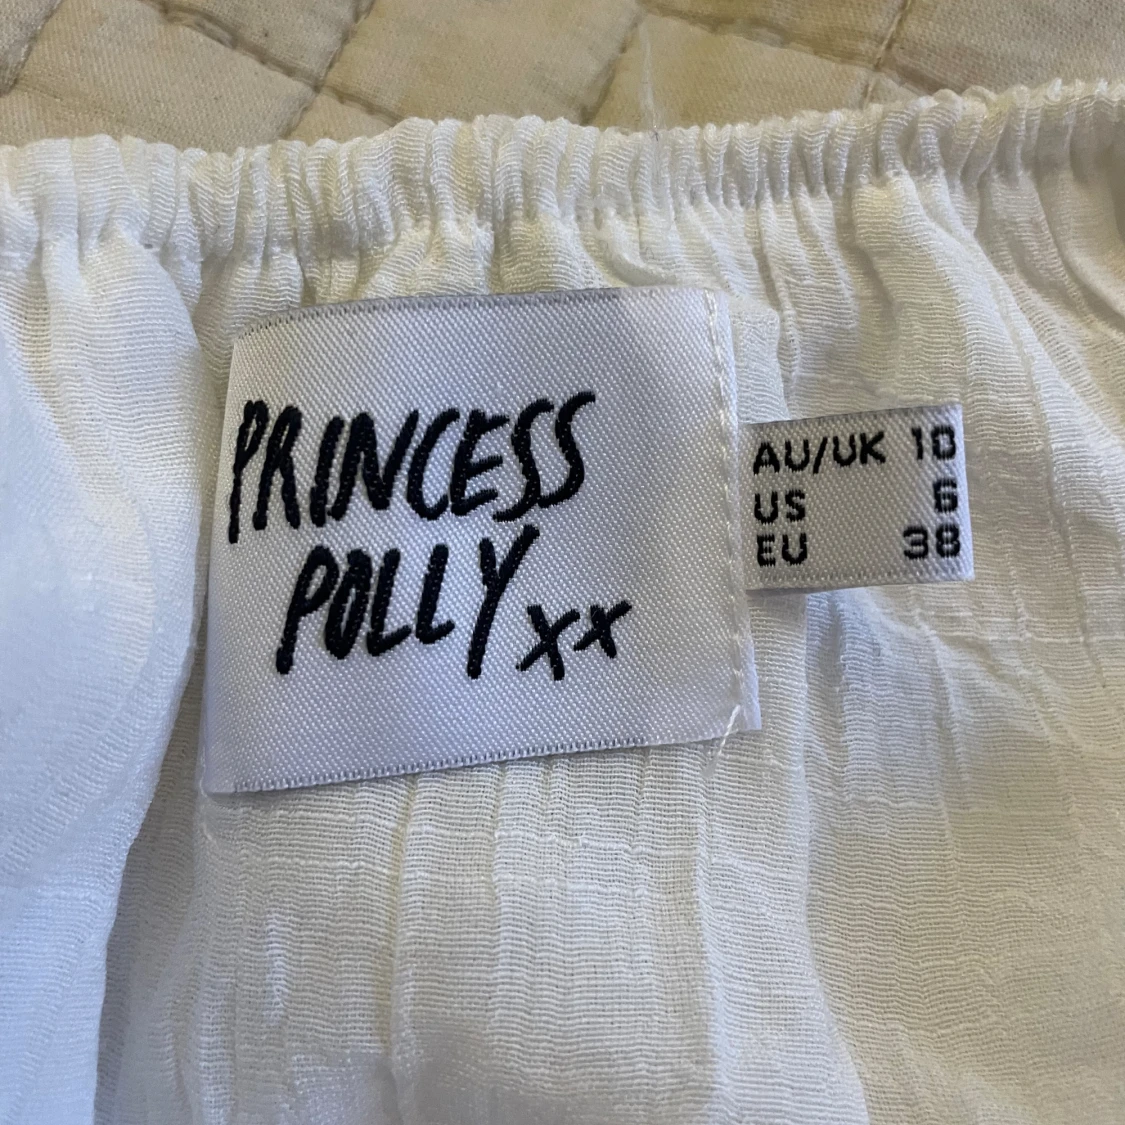 PRINCESS
POLLY xx
AU/UK 10
US 6
EU 38